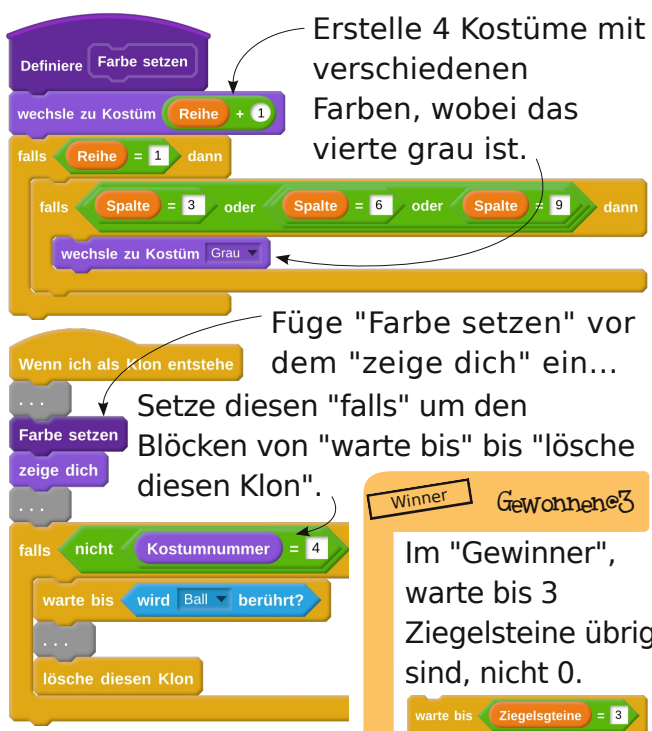 Erstelle 4 Kostüme mit
verschiedenen
Farben, wobei das
vierte grau ist.
Definiere Farbe setzen
wechsle zu Kostüm Reihe + 1
falls Reihe = 1 dann
falls Spalte = 3 oder Spalte = 6 oder Spalte = 9 dann
wechsle zu Kostüm Grau
Füge "Farbe setzen" vor
dem "zeige dich" ein...
Wenn ich als Klon entstehe
...
Farbe setzen
zeige dich
...
Setze diesen "falls" um den
Blöcken von "warte bis" bis "lösche
diesen Klon".
falls nicht Kostumnummer = 4
warte bis wird Ball berührt?
...
lösche diesen Klon
Winner Gewonnen@3
Im "Gewinner",
warte bis 3
Ziegelsteine übrig
sind, nicht 0.
warte bis Ziegelsgteine = 3